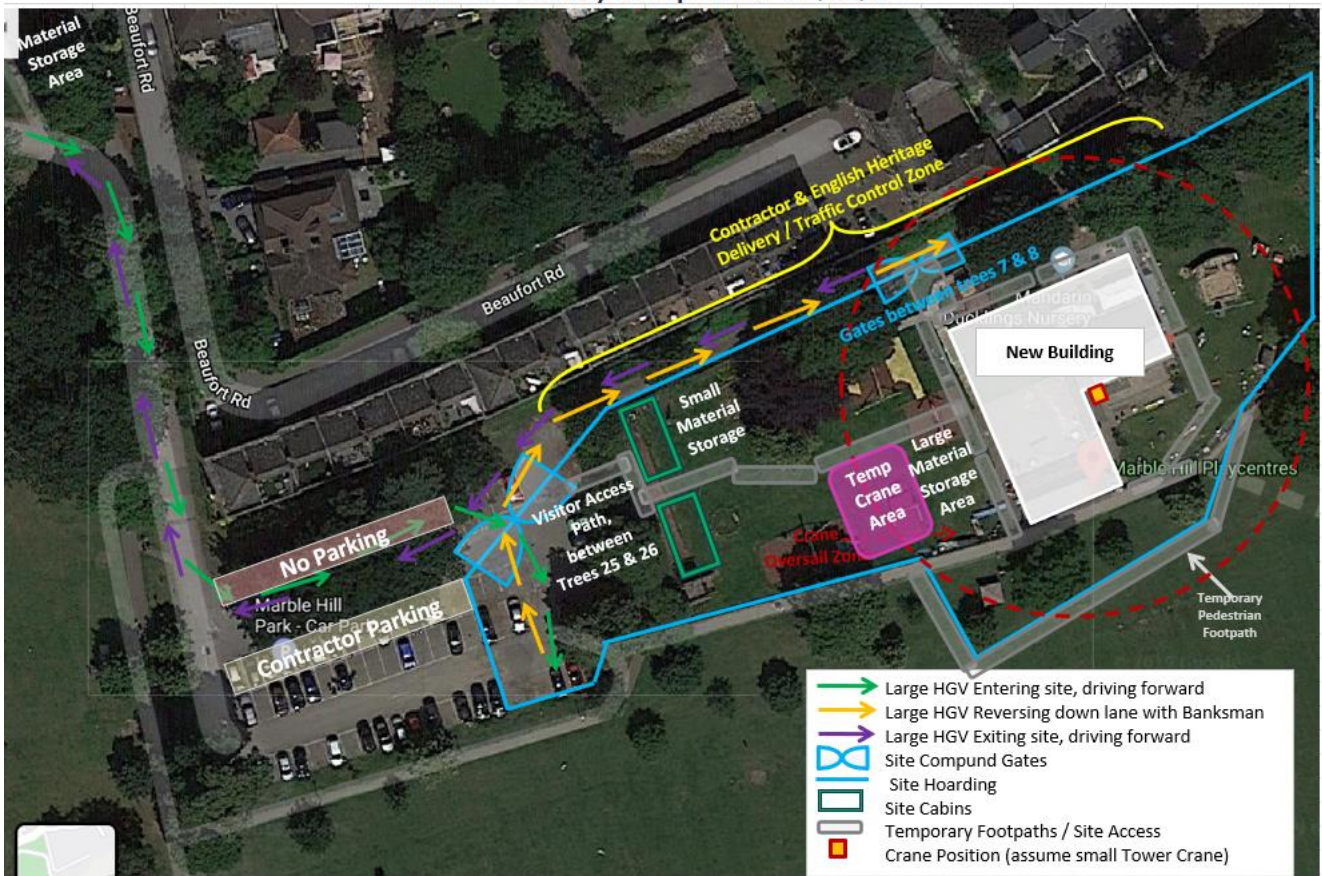 Material
Storage
Area
Beaufort Rd
Beaufort Rd
Beaufort Rd
Contractor & English Heritage
Delivery / Traffic Control Zone
Gates between trees 7 & 8
Mandarin
Ducklings Nursery
New Building
Small
Material
Storage
Large
Material
Storage
Area
Temp
Crane
Area
Marble Hill Playcentres
Crane
Oversail Zone
Visitor Access
Path,
between
Trees 25 & 26
No Parking
Marble Hill
Park - Car Par
Contractor Parking
Temporary
Pedestrian
Footpath
Large HGV Entering site, driving forward
Large HGV Reversing down lane with Banksman
Large HGV Exiting site, driving forward
Site Compund Gates
Site Hoarding
Site Cabins
Temporary Footpaths / Site Access
Crane Position (assume small Tower Crane)